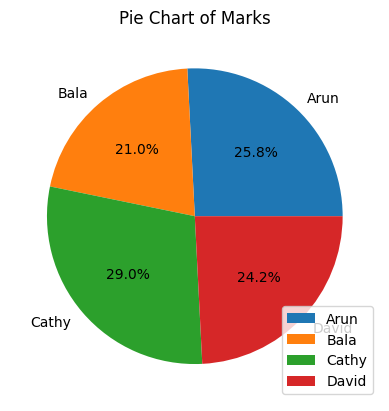 Pie Chart of Marks
Arun
Bala
25.8%
21.0%
29.0%
24.2%
Cathy
David
Arun
Bala
Cathy
David